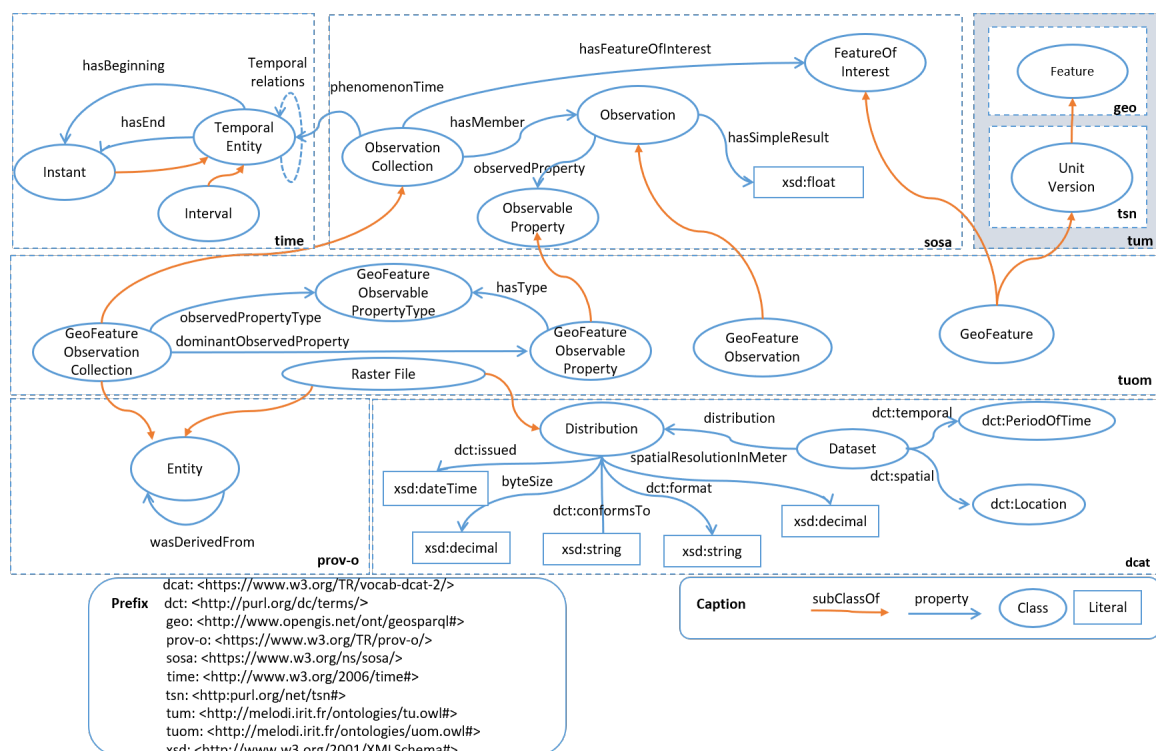 hasBeginning
hasEnd
Temporal
relations
Temporal
Entity
Instant
Interval
time
phenomenonTime
hasFeatureOfInterest
FeatureOf
Interest
hasMember
Observation
Observation
Collection
hasSimpleResult
observedProperty
xsd:float
Observable
Property
sosa
Feature
geo
Unit
Version
tsn
tum
GeoFeature
Observable
PropertyType
hasType
observedPropertyType
dominantObservedProperty
GeoFeature
Observation
Collection
GeoFeature
Observable
Property
GeoFeature
Observation
GeoFeature
Raster File
tuom
Entity
wasDerivedFrom
prov-o
Distribution
distribution
Dataset
dct:temporal
dct:PeriodOfTime
dct:spatial
dct:Location
dct:issued
spatialResolutionInMeter
xsd:dateTime
byteSize
dct:format
dct:conformsTo
xsd:decimal
xsd:decimal
xsd:string
xsd:string
dcat
Prefix
dcat: <https://www.w3.org/TR/vocab-dcat-2/>
dct: <http://purl.org/dc/terms/>
geo: <http://www.opengis.net/ont/geosparql#>
prov-o: <https://www.w3.org/TR/prov-o/>
sosa: <https://www.w3.org/ns/sosa/>
time: <http://www.w3.org/2006/time#>
tsn: <http:purl.org/net/tsn#>
tum: <http://melodi.irit.fr/ontologies/tu.owl#>
tuom: <http://melodi.irit.fr/ontologies/uom.owl#>
xsd: <http://www.w3.org/2001/XMLSchema#>
Caption
subClassOf
property
Class
Literal